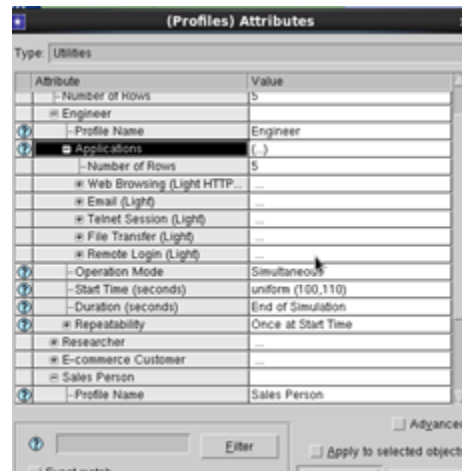 (Profiles) Attributes
Type: Utilities
Attribute Value
Number of Rows 5
Engineer
Profile Name Engineer
Applications (...)
Number of Rows 5
Web Browsing (Light HTTP... ...
Email (Light) ...
Telnet Session (Light) ...
File Transfer (Light) ...
Remote Login (Light) ...
Operation Mode Simultaneous
Start Time (seconds) uniform (100,110)
Duration (seconds) End of Simulation
Repeatability Once at Start Time
Researcher ...
E-commerce Customer ...
Sales Person
Profile Name Sales Person
Advanced
Filter
Apply to selected objects
Exact match